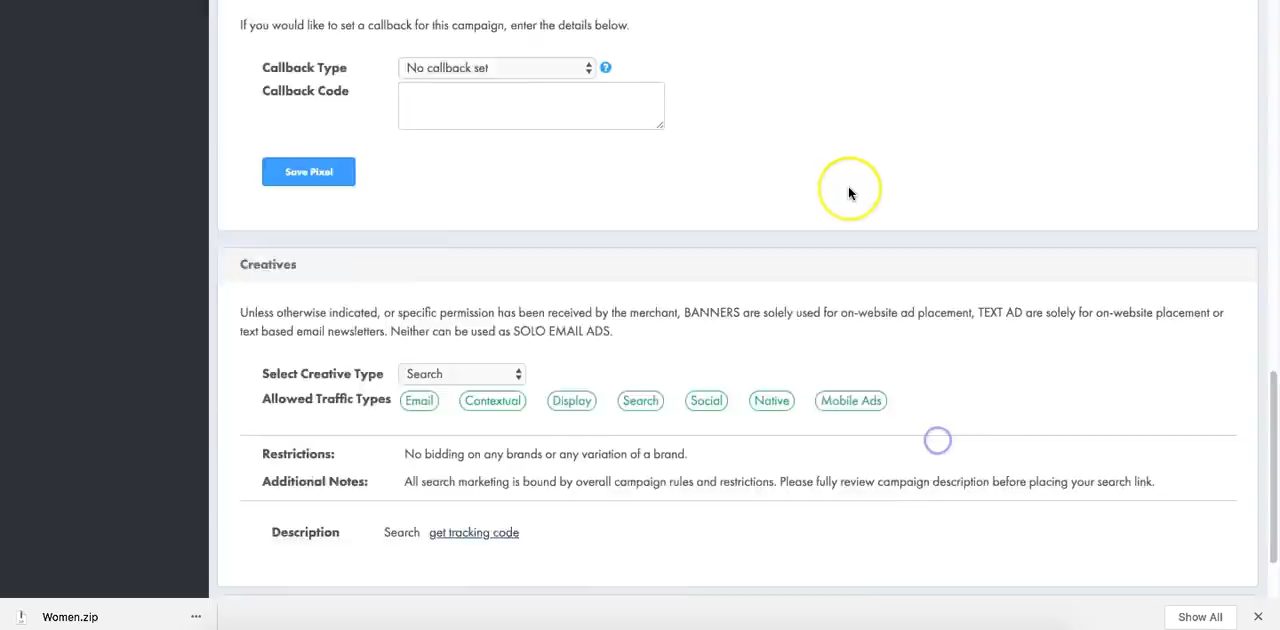 If you would like to set a callback for this campaign, enter the details below.
Callback Type No callback set ?
Callback Code
Save Pixel
Creatives
Unless otherwise indicated, or specific permission has been received by the merchant, BANNERS are solely used for on-website ad placement, TEXT AD are solely for on-website placement or
text based email newsletters. Neither can be used as SOLO EMAIL ADS.
Select Creative Type Search
Allowed Traffic Types Email Contextual Display Search Social Native Mobile Ads
Restrictions: No bidding on any brands or any variation of a brand.
Additional Notes: All search marketing is bound by overall campaign rules and restrictions. Please fully review campaign description before placing your search link.
Description Search get tracking code
Women.zip ... Show All